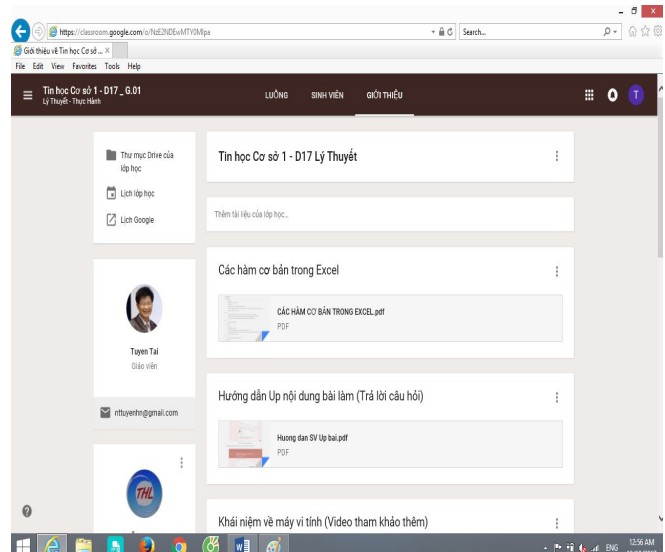 https://classroom.google.com/o/NzE2NDEwMTY0Mlpa
Search...
Giới thiệu về Tin học Cơ sở ...
File Edit View Favorites Tools Help
Tin học Cơ sở 1 - D17 _ G.01
Lý Thuyết - Thực Hành
LUỒNG SINH VIÊN GIỚI THIỆU
T
Thư mục Drive của
lớp học
Lịch lớp học
Lịch Google
Tin học Cơ sở 1 - D17 Lý Thuyết
Thêm tài liệu của lớp học...
Các hàm cơ bản trong Excel
CÁC HÀM CƠ BẢN TRONG EXCEL.pdf
PDF
Tuyen Tai
Giáo viên
nttuyenhn@gmail.com
Hướng dẫn Up nội dung bài làm (Trả lời câu hỏi)
Huong dan SV Up bai.pdf
PDF
THL
Khái niệm về máy vi tính (Video tham khảo thêm)
ENG
12:56 AM